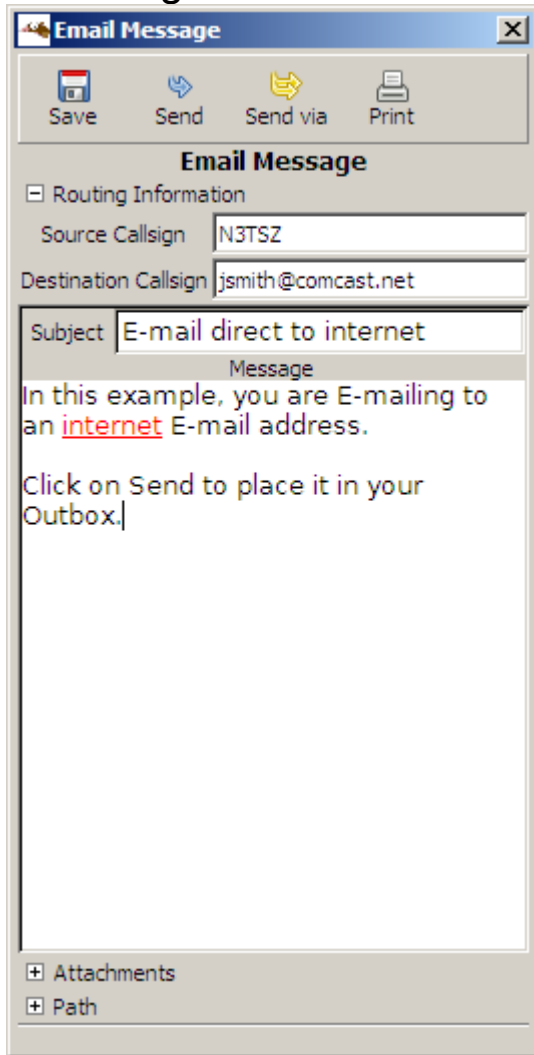 Email Message
Save Send Send via Print
Email Message
Routing Information
Source Callsign N3TSZ
Destination Callsign jsmith@comcast.net
Subject E-mail direct to internet
Message
In this example, you are E-mailing to
an internet E-mail address.
Click on Send to place it in your
Outbox.
Attachments
Path